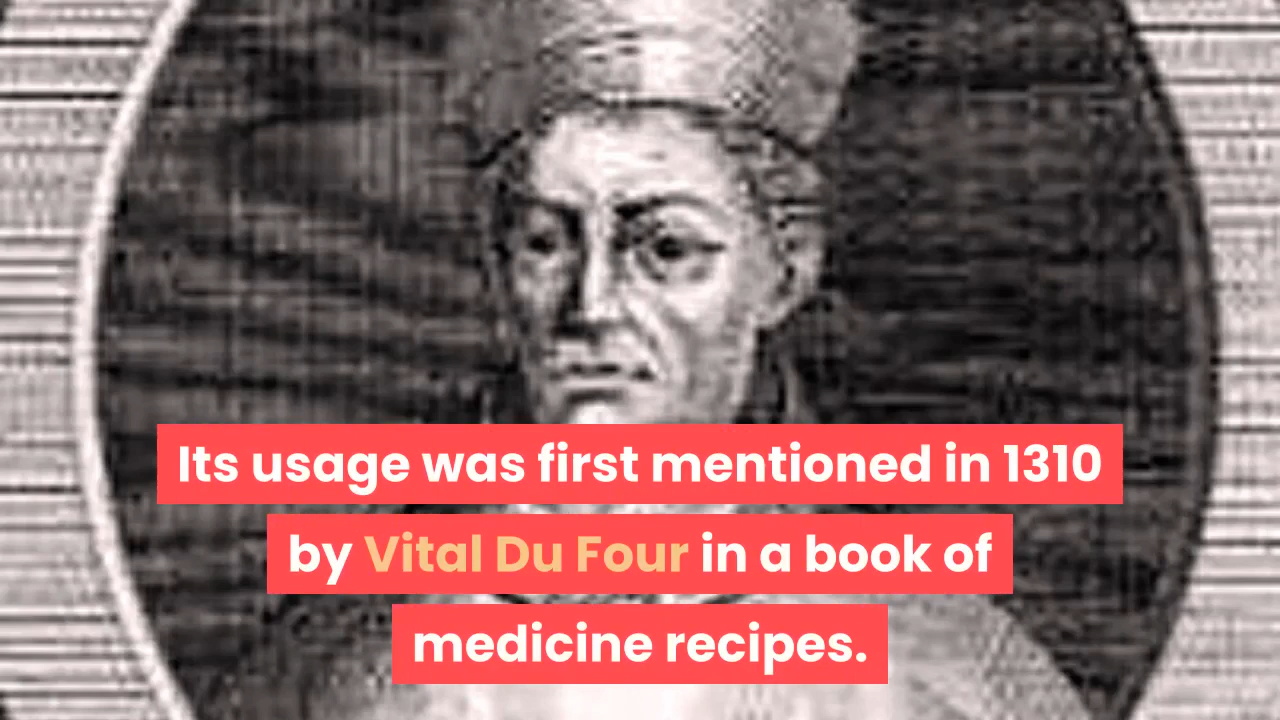 Its usage was first mentioned in 1310
by Vital Du Four in a book of
medicine recipes.